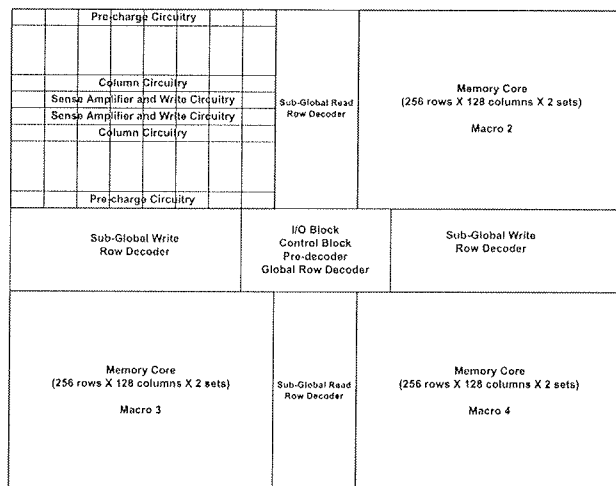 Pre-charge Circuitry
Column Circuitry
Sense Amplifier and Write Circuitry
Sense Amplifier and Write Circuitry
Column Circuitry
Pre-charge Circuitry
Sub-Global Read
Row Decoder
Memory Core
(256 rows X 128 columns X 2 sets)
Macro 2
Sub-Global Write
Row Decoder
I/O Block
Control Block
Pre-decoder
Global Row Decoder
Sub-Global Write
Row Decoder
Memory Core
(256 rows X 128 columns X 2 sets)
Macro 3
Sub-Global Read
Row Decoder
Memory Core
(256 rows X 128 columns X 2 sets)
Macro 4